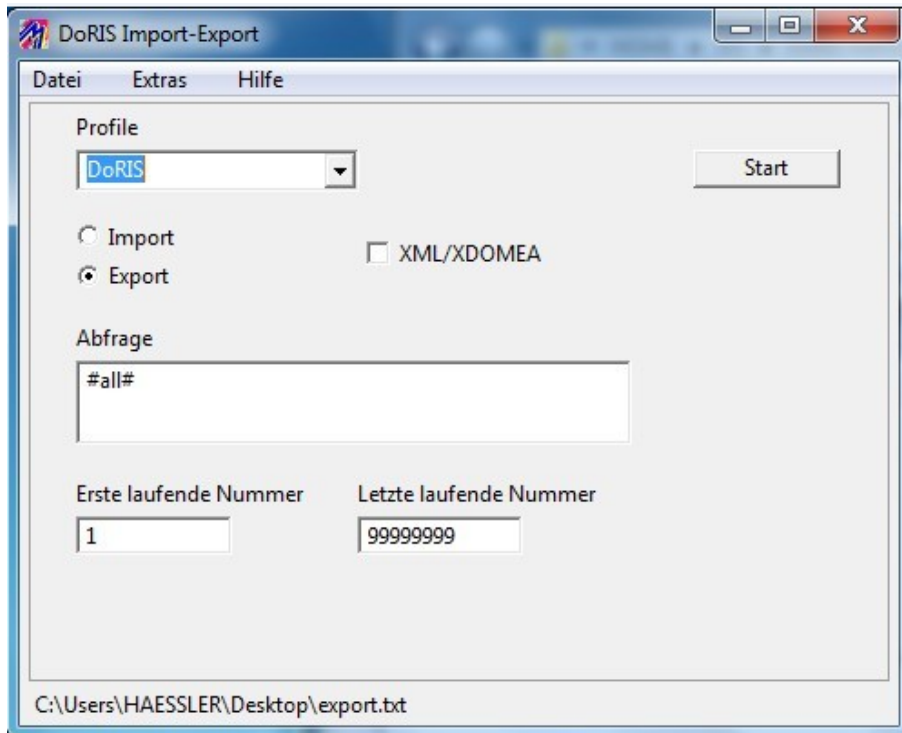 DoRIS Import-Export
Datei Extras Hilfe
Profile
DoRIS
Start
Import
XML/XDOMEA
Export
Abfrage
#all#
Erste laufende Nummer Letzte laufende Nummer
1 99999999
C:\Users\HAESSLER\Desktop\export.txt